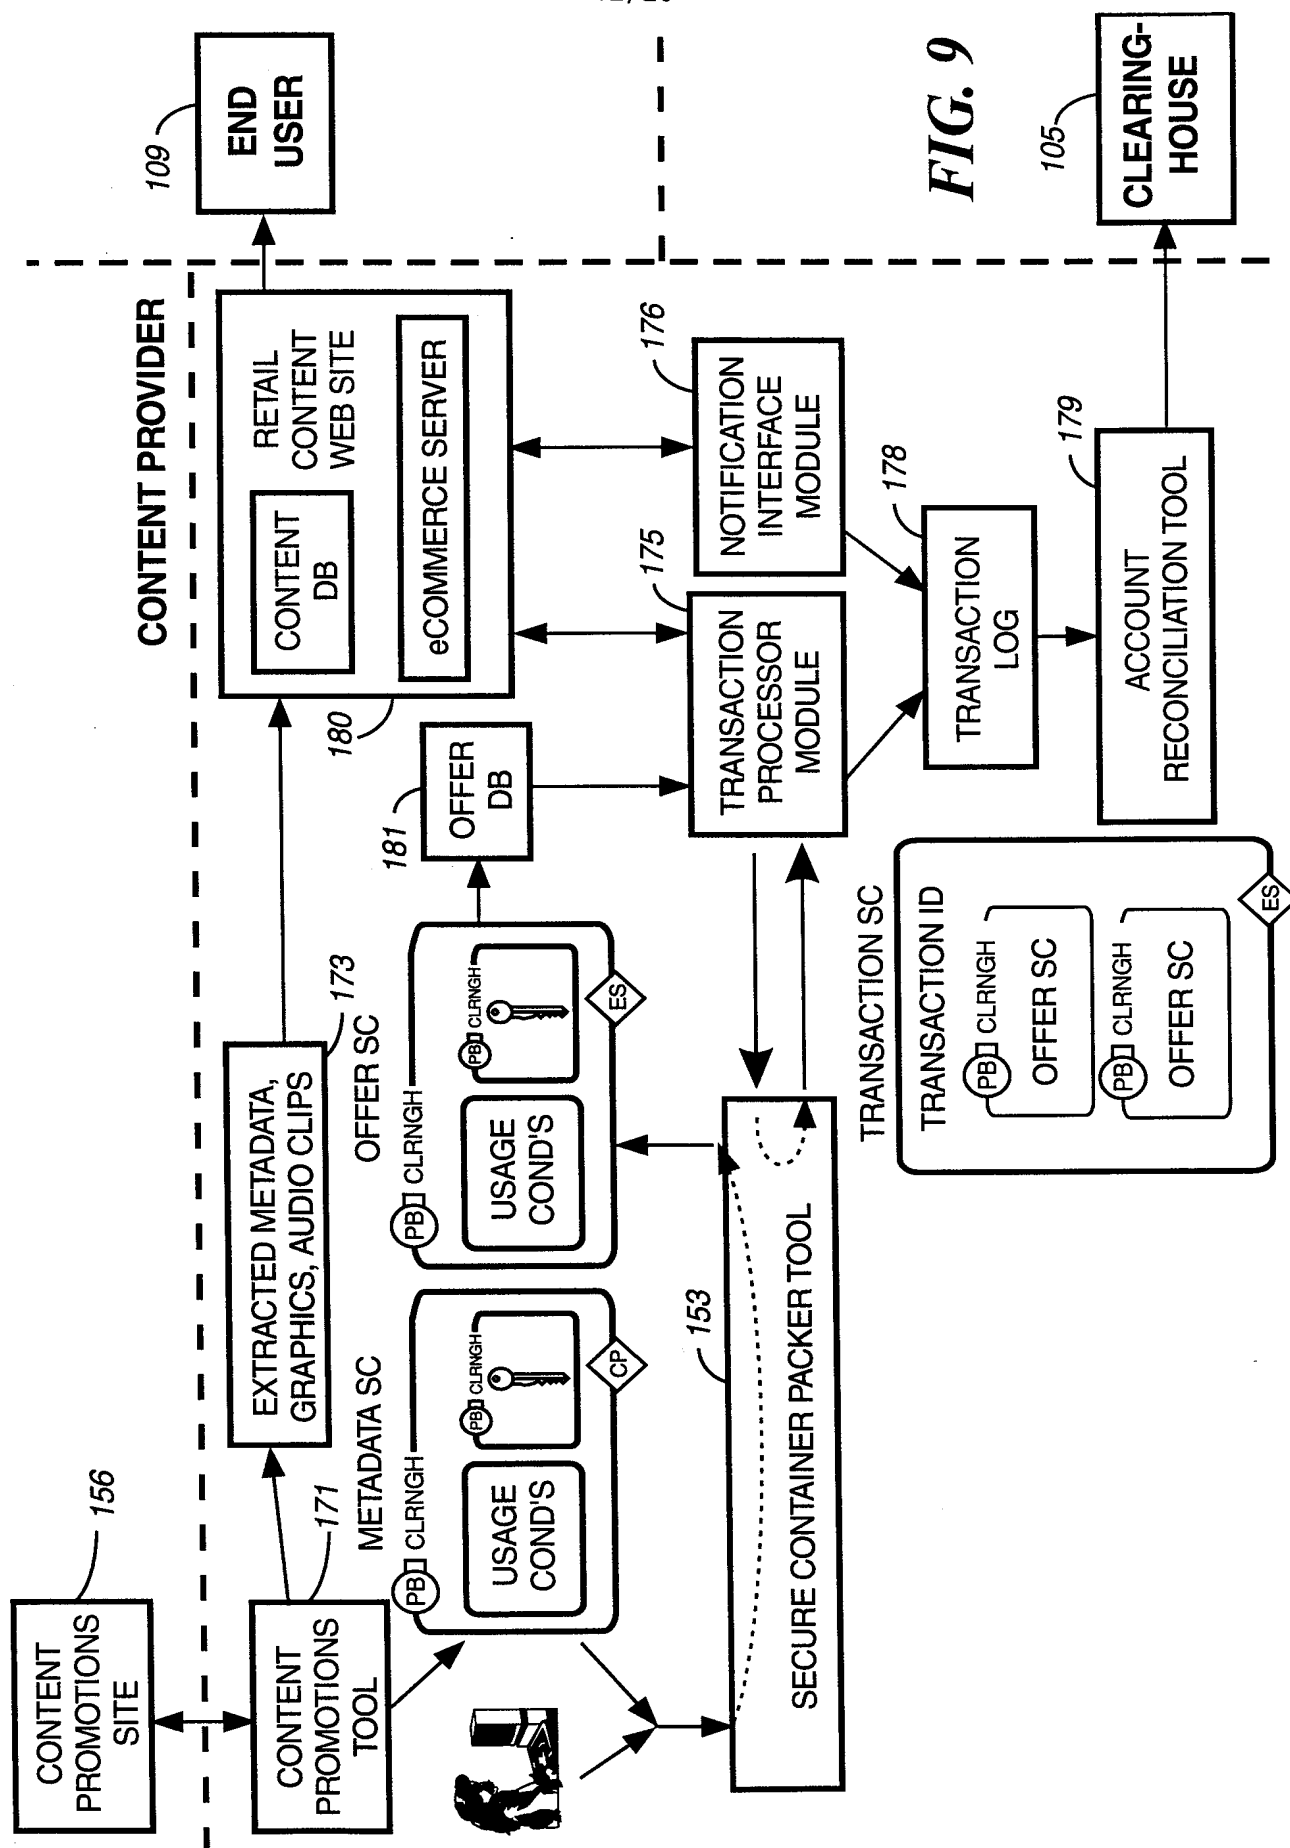 CONTENT
PROMOTIONS
SITE
156
CONTENT PROVIDER
CONTENT
PROMOTIONS
TOOL
171
EXTRACTED METADATA,
GRAPHICS, AUDIO CLIPS
173
RETAIL
CONTENT
WEB SITE
CONTENT
DB
eCOMMERCE SERVER
180
END
USER
109
METADATA SC
PB CLRNGH
USAGE
COND'S
PB CLRNGH
CP
OFFER SC
PB CLRNGH
USAGE
COND'S
PB CLRNGH
ES
OFFER
DB
181
SECURE CONTAINER PACKER TOOL
153
TRANSACTION
PROCESSOR
MODULE
175
NOTIFICATION
INTERFACE
MODULE
176
TRANSACTION
LOG
178
ACCOUNT
RECONCILIATION TOOL
179
TRANSACTION SC
TRANSACTION ID
PB CLRNGH
OFFER SC
PB CLRNGH
OFFER SC
ES
CLEARING-
HOUSE
105
FIG. 9